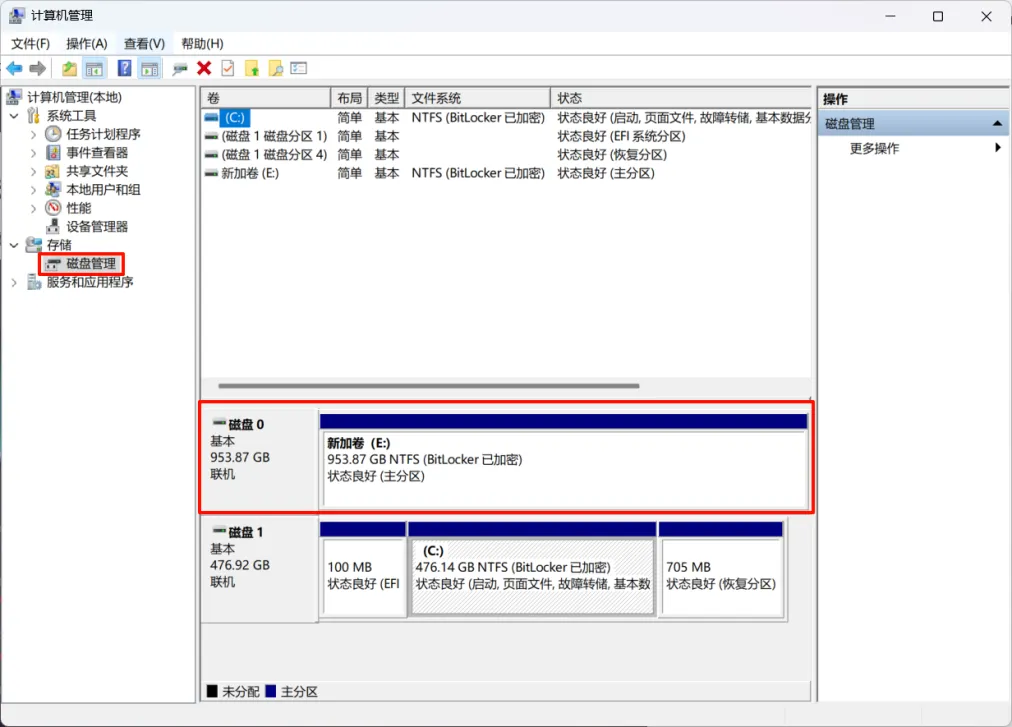 计算机管理
文件(F) 操作(A) 查看(V) 帮助(H)
计算机管理(本地)
系统工具
任务计划程序
事件查看器
共享文件夹
本地用户和组
性能
设备管理器
存储
磁盘管理
服务和应用程序
卷 布局 类型 文件系统 状态
(C:) 简单 基本 NTFS (BitLocker 已加密) 状态良好 (启动, 页面文件, 故障转储, 基本数据分
(磁盘 1 磁盘分区 1) 简单 基本 状态良好 (EFI 系统分区)
(磁盘 1 磁盘分区 4) 简单 基本 状态良好 (恢复分区)
新加卷 (E:) 简单 基本 NTFS (BitLocker 已加密) 状态良好 (主分区)
磁盘 0
基本
953.87 GB
联机
新加卷 (E:)
953.87 GB NTFS (BitLocker 已加密)
状态良好 (主分区)
磁盘 1
基本
476.92 GB
联机
100 MB
状态良好 (EFI
(C:)
476.14 GB NTFS (BitLocker 已加密)
状态良好 (启动, 页面文件, 故障转储, 基本数
705 MB
状态良好 (恢复分区)
未分配 主分区
操作
磁盘管理
更多操作